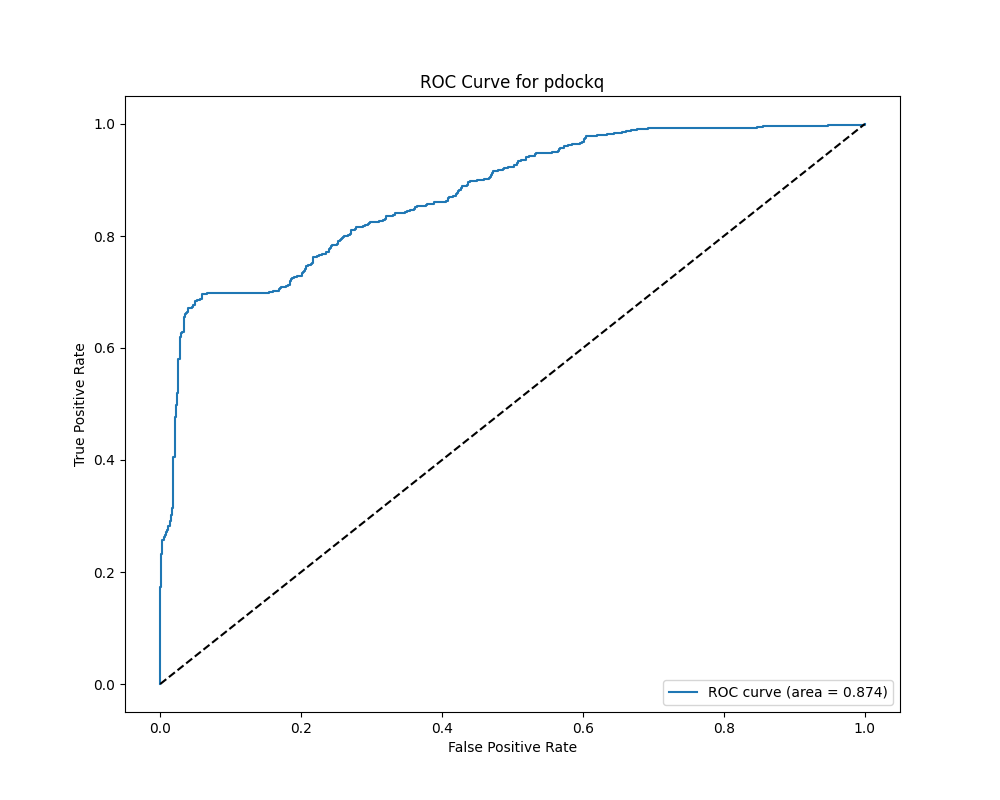 ROC Curve for pdockq
1.0
0.8
0.6
0.4
0.2
0.0
True Positive Rate
ROC curve (area = 0.874)
0.0 0.2 0.4 0.6 0.8 1.0
False Positive Rate